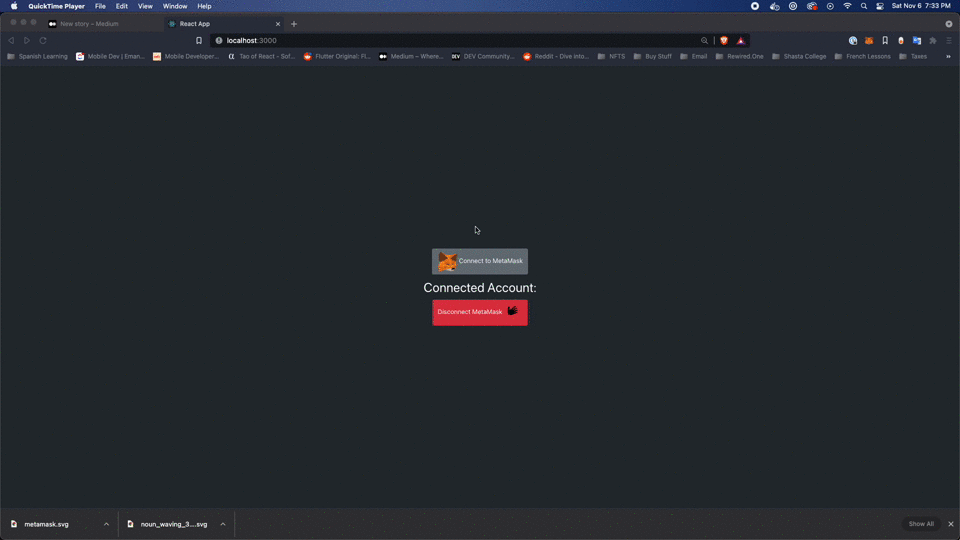 QuickTime Player File Edit View Window Help Sat Nov 6 7:33 PM
New story – Medium React App
localhost:3000
Spanish Learning Mobile Dev | Eman... Mobile Developer... Tao of React - Sof... Flutter Original: Fl... Medium – Where... DEV Community... Reddit - Dive into... NFTS Buy Stuff Email Rewired.One Shasta College French Lessons Taxes
Connect to MetaMask
Connected Account:
Disconnect MetaMask
metamask.svg noun_waving_3....svg Show All